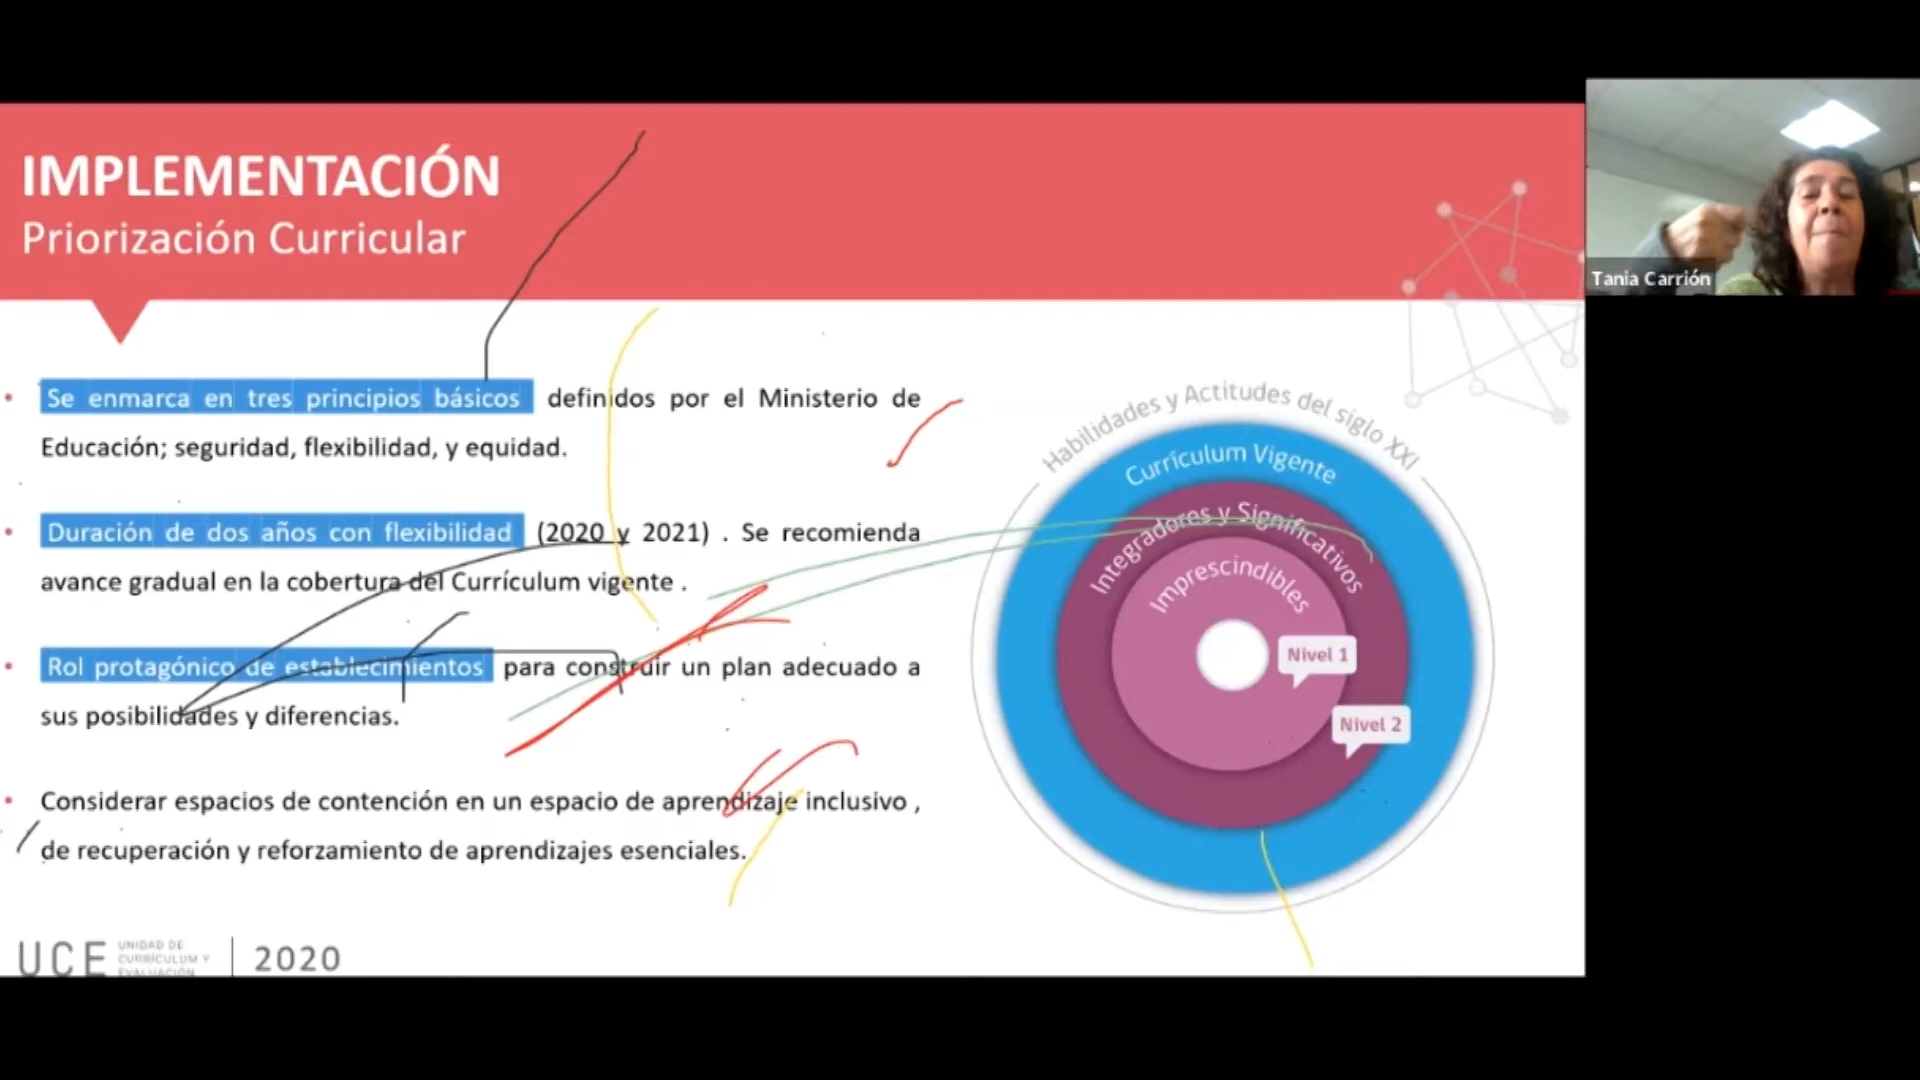 IMPLEMENTACIÓN
Priorización Curricular
Tania Carrión
• Se enmarca en tres principios básicos definidos por el Ministerio de
Educación; seguridad, flexibilidad, y equidad.
• Duración de dos años con flexibilidad (2020 y 2021) . Se recomienda
avance gradual en la cobertura del Currículum vigente .
• Rol protagónico de establecimientos para construir un plan adecuado a
sus posibilidades y diferencias.
• Considerar espacios de contención en un espacio de aprendizaje inclusivo ,
de recuperación y reforzamiento de aprendizajes esenciales.
Habilidades y Actitudes del siglo XXI
Currículum Vigente
Integradores y Significativos
Imprescindibles
Nivel 1
Nivel 2
UCE
UNIDAD DE
CURRÍCULUM Y
EVALUACIÓN
2020